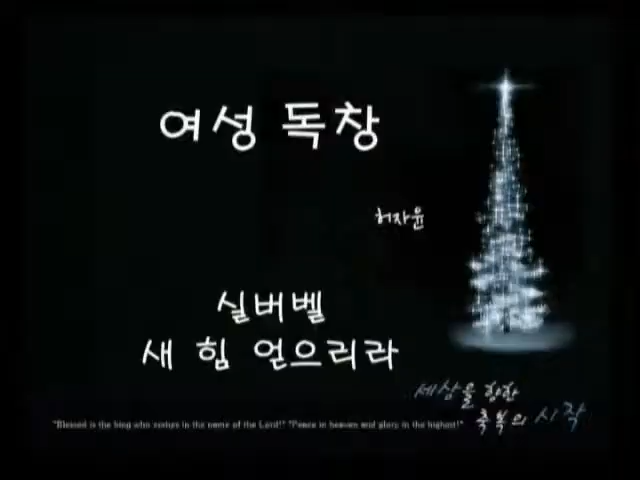 여성 독창
허자윤
실버벨
새 힘 얻으리라
세상을 향한
축복의 시작
"Blessed is the king who comes in the name of the Lord!" "Peace in heaven and glory in the highest!"